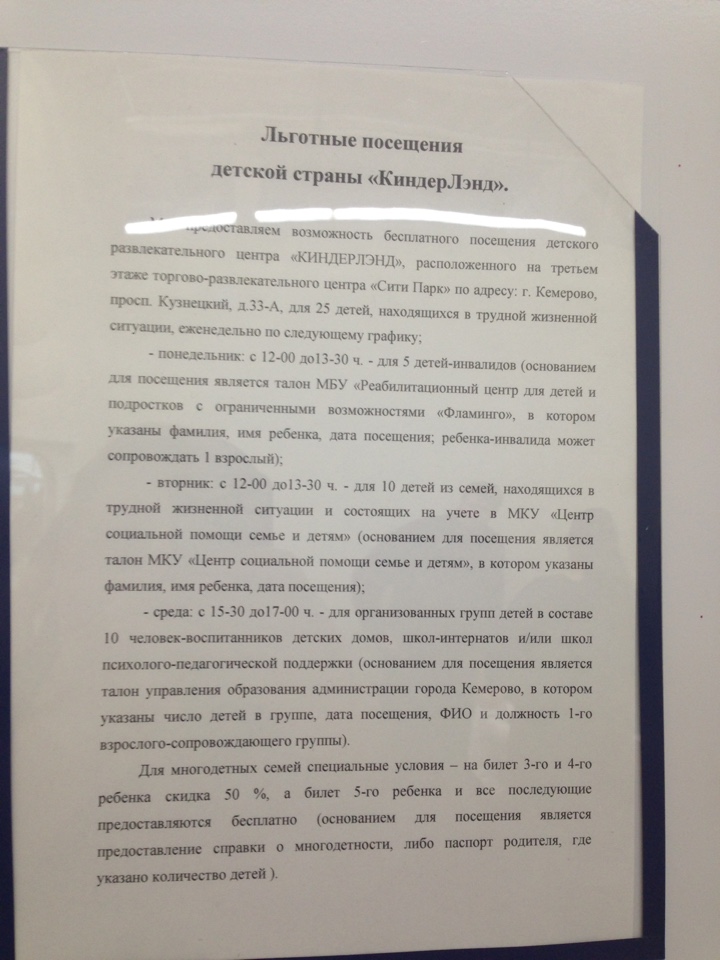 Льготные посещения
детской страны «КиндерЛэнд».
предоставляем возможность бесплатного посещения детского
развлекательного центра «КИНДЕРЛЭНД», расположенного на третьем
этаже торгово-развлекательного центра «Сити Парк» по адресу: г. Кемерово,
просп. Кузнецкий, д.33-А, для 25 детей, находящихся в трудной жизненной
ситуации, еженедельно по следующему графику;
- понедельник: с 12-00 до13-30 ч. - для 5 детей-инвалидов (основанием
для посещения является талон МБУ «Реабилитационный центр для детей и
подростков с ограниченными возможностями «Фламинго», в котором
указаны фамилия, имя ребенка, дата посещения; ребенка-инвалида может
сопровождать 1 взрослый);
- вторник: с 12-00 до13-30 ч. - для 10 детей из семей, находящихся в
трудной жизненной ситуации и состоящих на учете в МКУ «Центр
социальной помощи семье и детям» (основанием для посещения является
талон МКУ «Центр социальной помощи семье и детям», в котором указаны
фамилия, имя ребенка, дата посещения);
- среда: с 15-30 до17-00 ч. - для организованных групп детей в составе
10 человек-воспитанников детских домов, школ-интернатов и/или школ
психолого-педагогической поддержки (основанием для посещения является
талон управления образования администрации города Кемерово, в котором
указаны число детей в группе, дата посещения, ФИО и должность 1-го
взрослого-сопровождающего группы).
Для многодетных семей специальные условия – на билет 3-го и 4-го
ребенка скидка 50 %, а билет 5-го ребенка и все последующие
предоставляются бесплатно (основанием для посещения является
предоставление справки о многодетности, либо паспорт родителя, где
указано количество детей ).